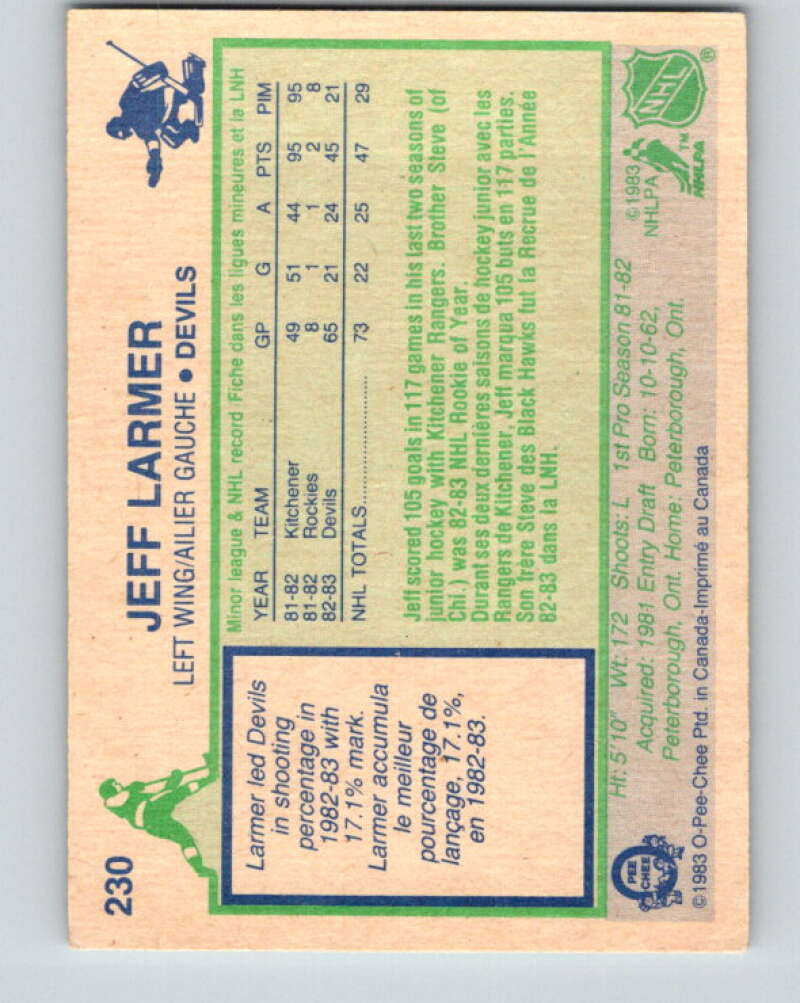 230
JEFF LARMER
LEFT WING/AILIER GAUCHE • DEVILS
Larmer led Devils
in shooting
percentage in
1982-83 with
17.1% mark.
Larmer accumula
le meilleur
pourcentage de
lançage, 17.1%,
en 1982-83.
Minor league & NHL record/Fiche dans les ligues mineures et la LNH
YEAR TEAM GP G A PTS PIM
81-82 Kitchener 49 51 44 95 95
81-82 Rockies 8 1 1 2 8
82-83 Devils 65 21 24 45 21
NHL TOTALS 73 22 25 47 29
Jeff scored 105 goals in 117 games in his last two seasons of
junior hockey with Kitchener Rangers. Brother Steve (of
Chi.) was 82-83 NHL Rookie of Year.
Durant ses deux dernières saisons de hockey junior avec les
Rangers de Kitchener, Jeff marqua 105 buts en 117 parties.
Son frère Steve des Black Hawks fut la Recrue de l'Année
82-83 dans la LNH.
Ht: 5'10" Wt: 172 Shoots: L 1st Pro Season 81-82
Acquired: 1981 Entry Draft Born: 10-10-62,
Peterborough, Ont. Home: Peterborough, Ont.
©1983
NHLPA
NHLPA
TM
NHL
®
O PEE CHEE
©1983 O-Pee-Chee Ptd. in Canada-Imprimé au Canada